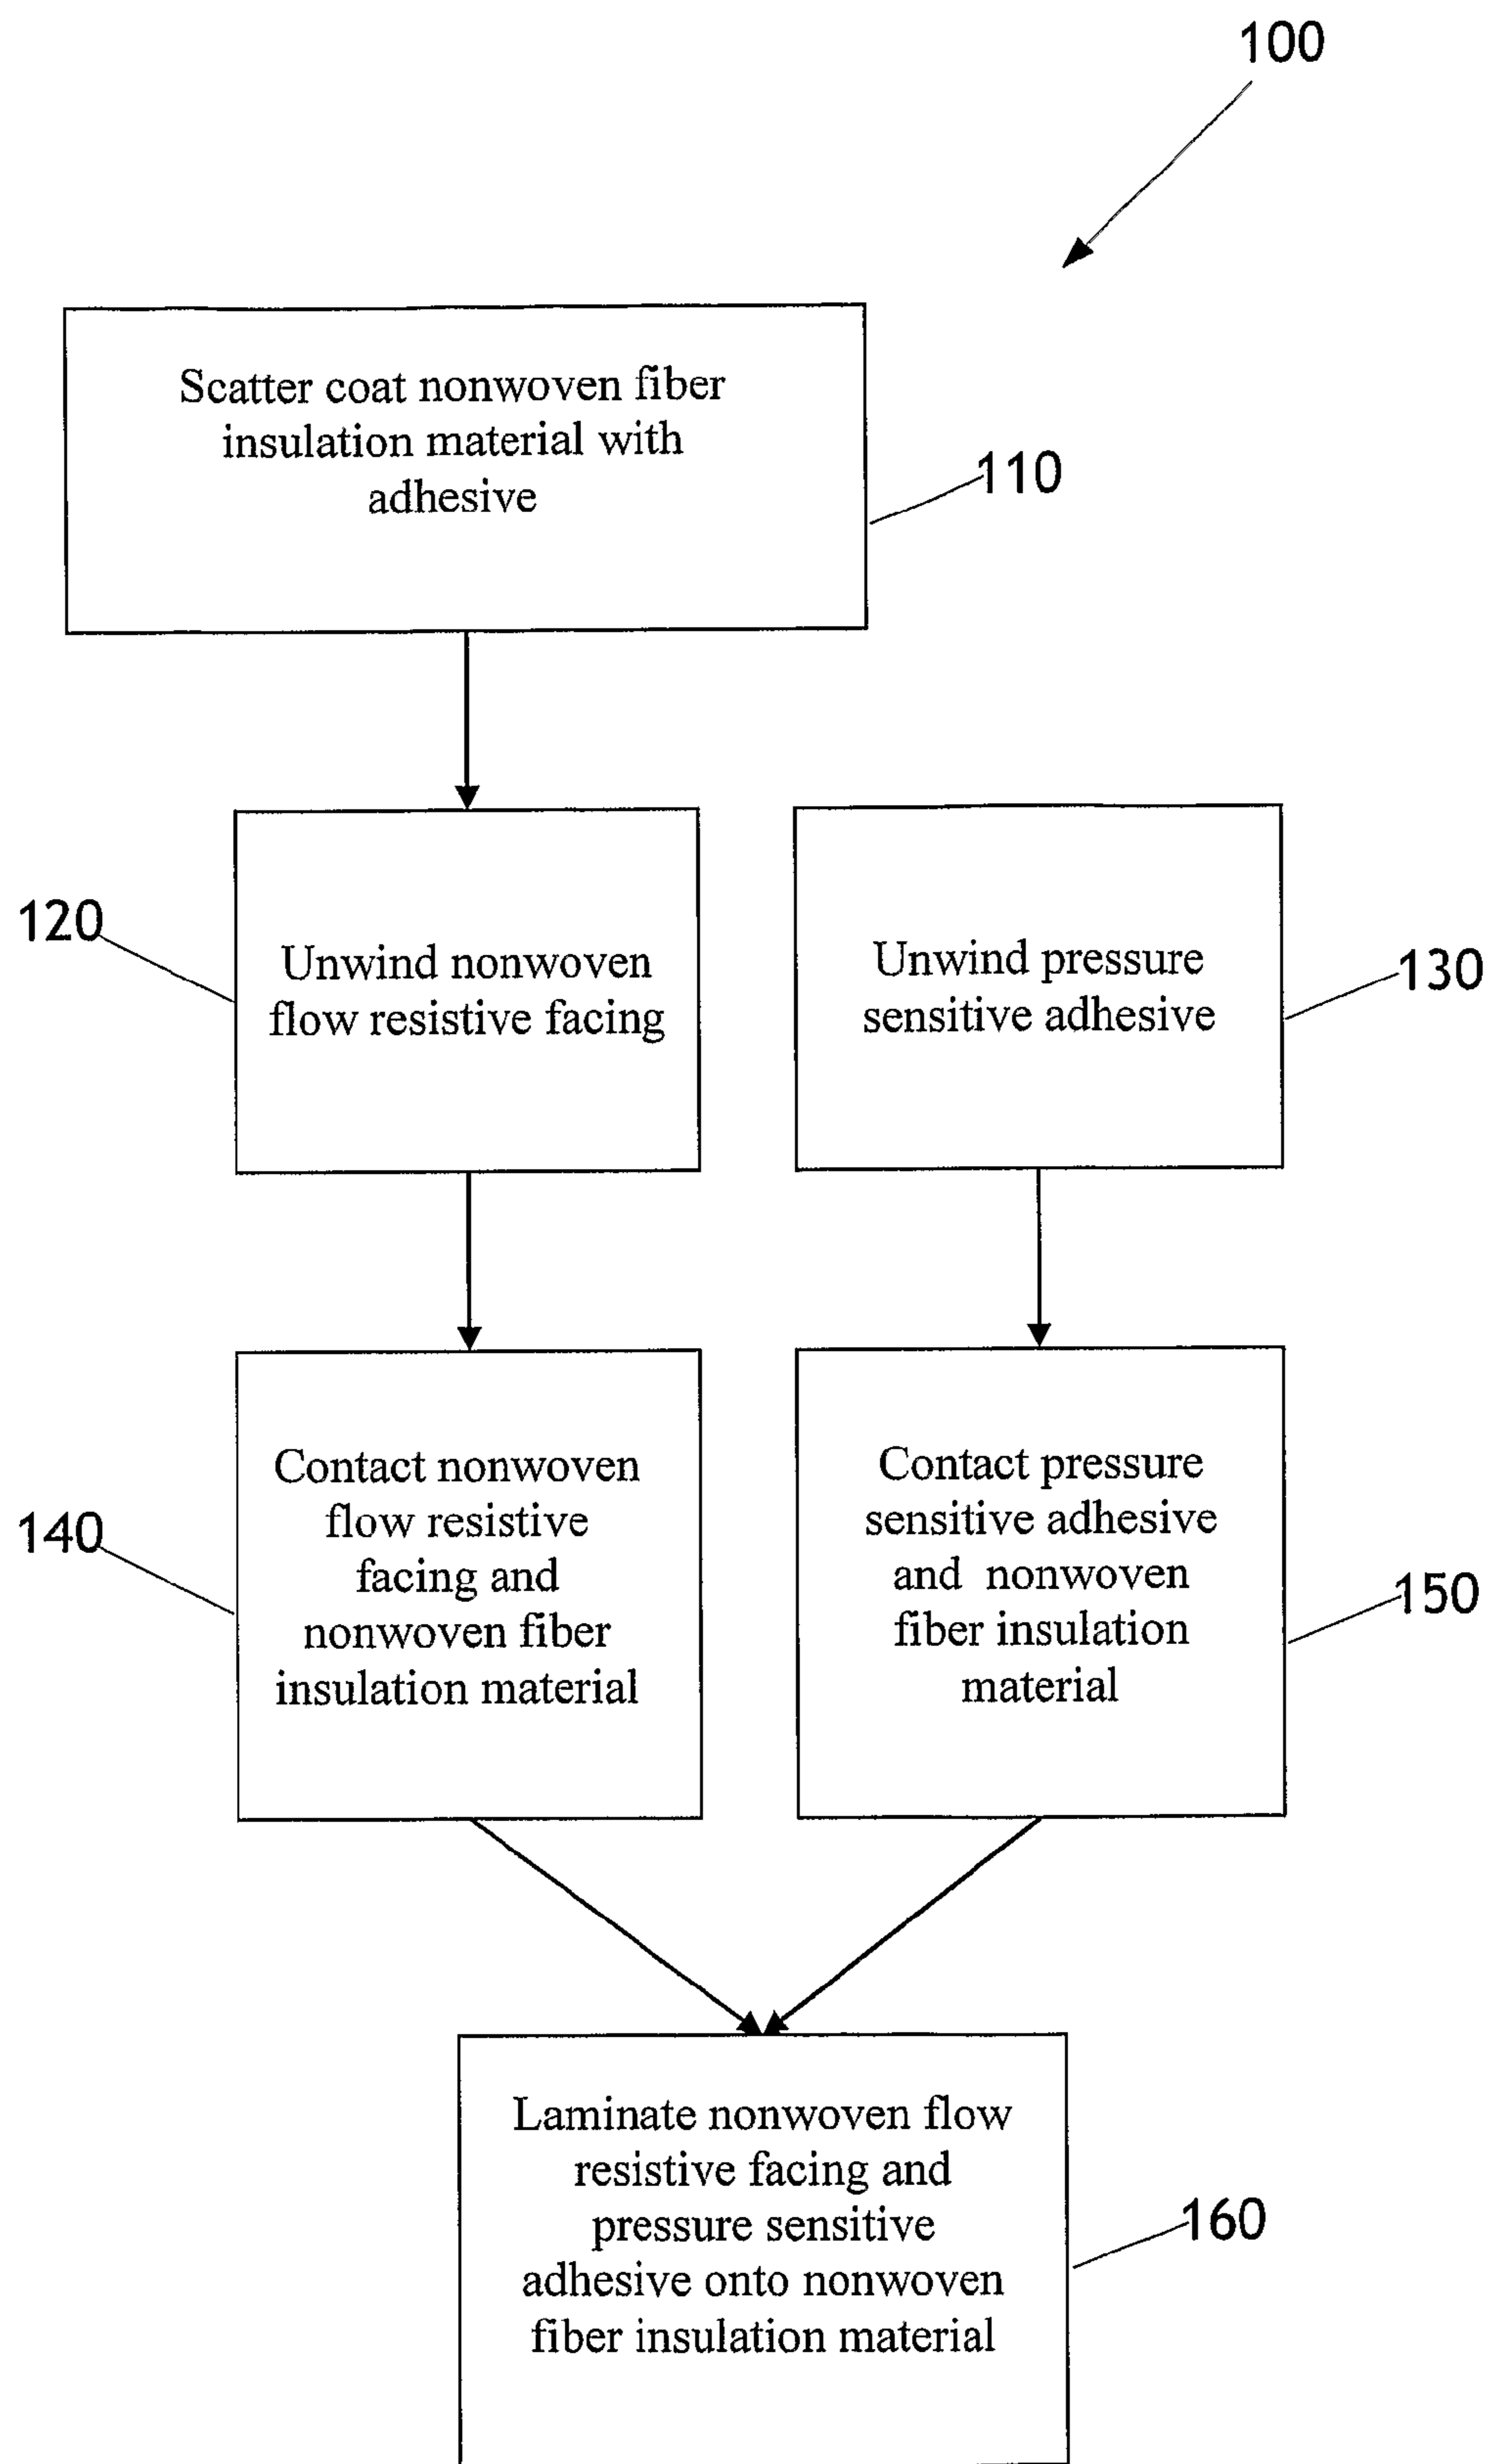 100
Scatter coat nonwoven fiber
insulation material with
adhesive
110
120
Unwind nonwoven
flow resistive facing
Unwind pressure
sensitive adhesive
130
140
Contact nonwoven
flow resistive
facing and
nonwoven fiber
insulation material
Contact pressure
sensitive adhesive
and nonwoven
fiber insulation
material
150
Laminate nonwoven flow
resistive facing and
pressure sensitive
adhesive onto nonwoven
fiber insulation material
160